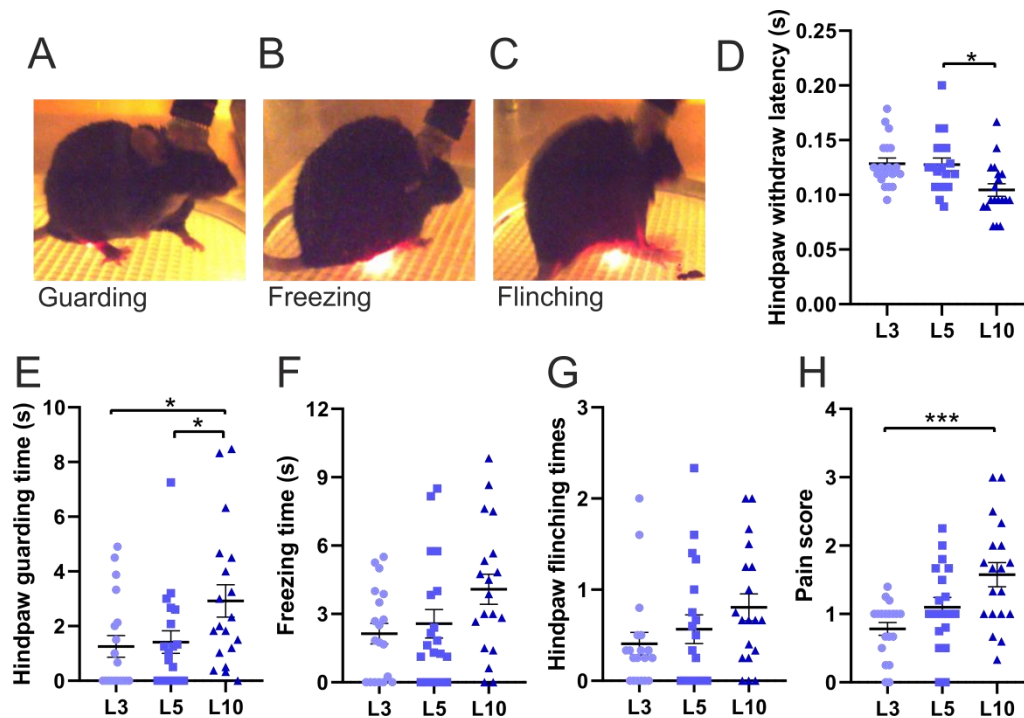 A
B
C
D
Guarding
Freezing
Flinching
Hindpaw withdraw latency (s)
0.25
0.20
0.15
0.10
0.05
0.00
*
L3 L5 L10
E
Hindpaw guarding time (s)
10
8
6
4
2
0
*
*
L3 L5 L10
F
Freezing time (s)
12
9
6
3
0
L3 L5 L10
G
Hindpaw flinching times
3
2
1
0
L3 L5 L10
H
Pain score
4
3
2
1
0
***
L3 L5 L10